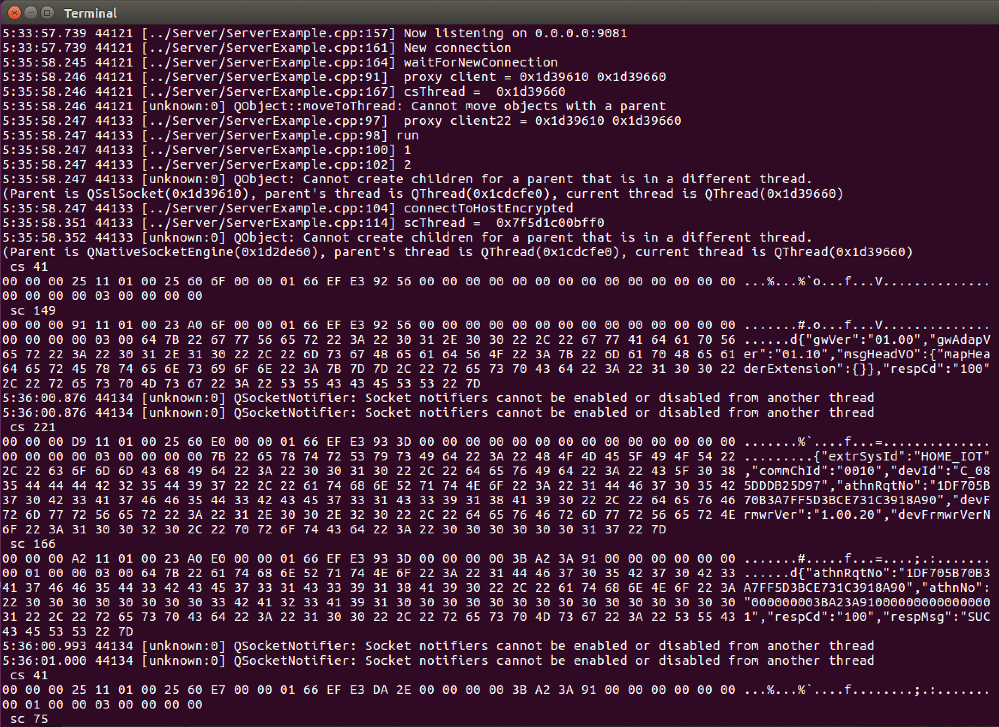 Terminal
5:33:57.739 44121 [../Server/ServerExample.cpp:157] Now listening on 0.0.0.0:9081
5:33:57.739 44121 [../Server/ServerExample.cpp:161] New connection
5:35:58.245 44121 [../Server/ServerExample.cpp:164] waitForNewConnection
5:35:58.246 44121 [../Server/ServerExample.cpp:91]  proxy client = 0x1d39610 0x1d39660
5:35:58.246 44121 [../Server/ServerExample.cpp:167] csThread =  0x1d39660
5:35:58.246 44121 [unknown:0] QObject::moveToThread: Cannot move objects with a parent
5:35:58.247 44133 [../Server/ServerExample.cpp:97]  proxy client22 = 0x1d39610 0x1d39660
5:35:58.247 44133 [../Server/ServerExample.cpp:98] run
5:35:58.247 44133 [../Server/ServerExample.cpp:100] 1
5:35:58.247 44133 [../Server/ServerExample.cpp:102] 2
5:35:58.247 44133 [unknown:0] QObject: Cannot create children for a parent that is in a different thread.
(Parent is QSslSocket(0x1d39610), parent's thread is QThread(0x1cdcfe0), current thread is QThread(0x1d39660)
5:35:58.247 44133 [../Server/ServerExample.cpp:104] connectToHostEncrypted
5:35:58.351 44133 [../Server/ServerExample.cpp:114] scThread =  0x7f5d1c00bff0
5:35:58.352 44133 [unknown:0] QObject: Cannot create children for a parent that is in a different thread.
(Parent is QNativeSocketEngine(0x1d2de60), parent's thread is QThread(0x1cdcfe0), current thread is QThread(0x1d39660)
 cs 41
00 00 00 25 11 01 00 25 60 6F 00 00 01 66 EF E3 92 56 00 00 00 00 00 00 00 00 00 00 00 00 00 00 ...%...%`o...f...V..............
00 00 00 00 03 00 00 00 00
 sc 149
00 00 00 91 11 01 00 23 A0 6F 00 00 01 66 EF E3 92 56 00 00 00 00 00 00 00 00 00 00 00 00 00 00 .......#.o...f...V..............
00 00 00 00 03 00 64 7B 22 67 77 56 65 72 22 3A 22 30 31 2E 30 30 22 2C 22 67 77 41 64 61 70 56 ......d{"gwVer":"01.00","gwAdapV
65 72 22 3A 22 30 31 2E 31 30 22 2C 22 6D 73 67 48 65 61 64 56 4F 22 3A 7B 22 6D 61 70 48 65 61 er":"01.10","msgHeadVO":{"mapHea
64 65 72 45 78 74 65 6E 73 69 6F 6E 22 3A 7B 7D 7D 2C 22 72 65 73 70 43 64 22 3A 22 31 30 30 22 derExtension":{}},"respCd":"100"
2C 22 72 65 73 70 4D 73 67 22 3A 22 53 55 43 43 45 53 53 22 7D
5:36:00.876 44134 [unknown:0] QSocketNotifier: Socket notifiers cannot be enabled or disabled from another thread
5:36:00.876 44134 [unknown:0] QSocketNotifier: Socket notifiers cannot be enabled or disabled from another thread
 cs 221
00 00 00 D9 11 01 00 25 60 E0 00 00 01 66 EF E3 93 3D 00 00 00 00 00 00 00 00 00 00 00 00 00 00 .......%`....f...=..............
00 00 00 00 03 00 00 00 00 7B 22 65 78 74 72 53 79 73 49 64 22 3A 22 48 4F 4D 45 5F 49 4F 54 22 .........{"extrSysId":"HOME_IOT"
2C 22 63 6F 6D 6D 43 68 49 64 22 3A 22 30 30 31 30 22 2C 22 64 65 76 49 64 22 3A 22 43 5F 30 38 ,"commChId":"0010","devId":"C_08
35 44 44 44 42 32 35 44 39 37 22 2C 22 61 74 68 6E 52 71 74 4E 6F 22 3A 22 31 44 46 37 30 35 42 5DDDB25D97","athnRqtNo":"1DF705B
37 30 42 33 41 37 46 46 35 44 33 42 43 45 37 33 31 43 33 39 31 38 41 39 30 22 2C 22 64 65 76 46 70B3A7FF5D3BCE731C3918A90","devF
72 6D 77 72 56 65 72 22 3A 22 31 2E 30 30 2E 32 30 22 2C 22 64 65 76 46 72 6D 77 72 56 65 72 4E rmwrVer":"1.00.20","devFrmwrVerN
6F 22 3A 31 30 30 32 30 2C 22 70 72 6F 74 43 64 22 3A 22 30 30 30 30 30 30 31 37 22 7D
 sc 166
00 00 00 A2 11 01 00 23 A0 E0 00 00 01 66 EF E3 93 3D 00 00 00 00 3B A2 3A 91 00 00 00 00 00 00 .......#.....f...=....;.:.......
00 01 00 00 03 00 64 7B 22 61 74 68 6E 52 71 74 4E 6F 22 3A 22 31 44 46 37 30 35 42 37 30 42 33 ......d{"athnRqtNo":"1DF705B70B3
41 37 46 46 35 44 33 42 43 45 37 33 31 43 33 39 31 38 41 39 30 22 2C 22 61 74 68 6E 4E 6F 22 3A A7FF5D3BCE731C3918A90","athnNo":
22 30 30 30 30 30 30 30 30 33 42 41 32 33 41 39 31 30 30 30 30 30 30 30 30 30 30 30 30 30 30 30 "000000003BA23A91000000000000000
31 22 2C 22 72 65 73 70 43 64 22 3A 22 31 30 30 22 2C 22 72 65 73 70 4D 73 67 22 3A 22 53 55 43 1","respCd":"100","respMsg":"SUC
43 45 53 53 22 7D
5:36:00.993 44134 [unknown:0] QSocketNotifier: Socket notifiers cannot be enabled or disabled from another thread
5:36:01.000 44134 [unknown:0] QSocketNotifier: Socket notifiers cannot be enabled or disabled from another thread
 cs 41
00 00 00 25 11 01 00 25 60 E7 00 00 01 66 EF E3 DA 2E 00 00 00 00 3B A2 3A 91 00 00 00 00 00 00 ...%...%`....f........;.:.......
00 01 00 00 03 00 00 00 00
 sc 75